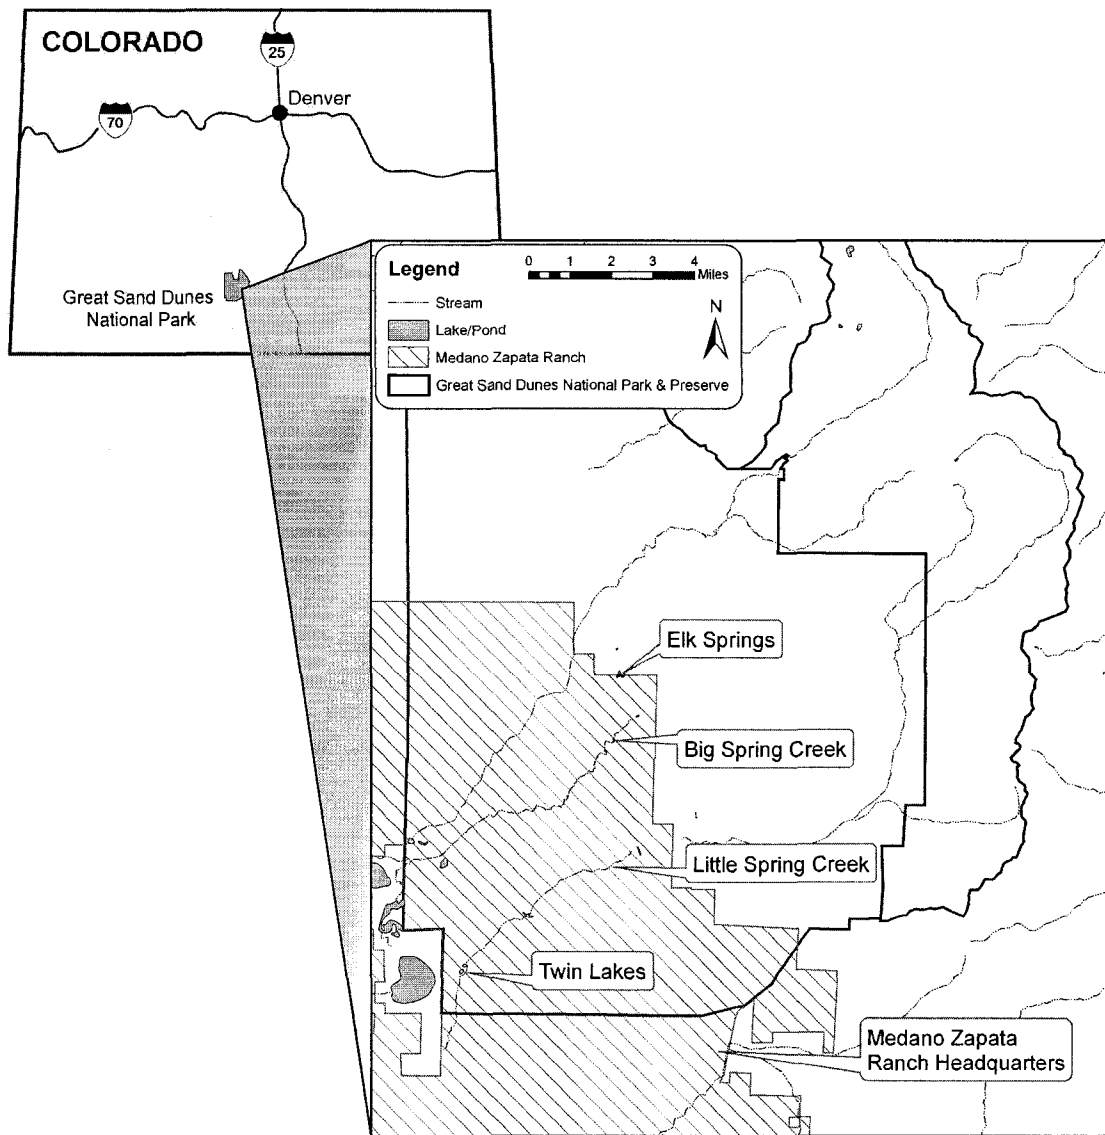 COLORADO
25
Denver
70
Great Sand Dunes
National Park
Legend
0 1 2 3 4
Miles
Stream
Lake/Pond
Medano Zapata Ranch
Great Sand Dunes National Park & Preserve
N
Elk Springs
Big Spring Creek
Little Spring Creek
Twin Lakes
Medano Zapata
Ranch Headquarters